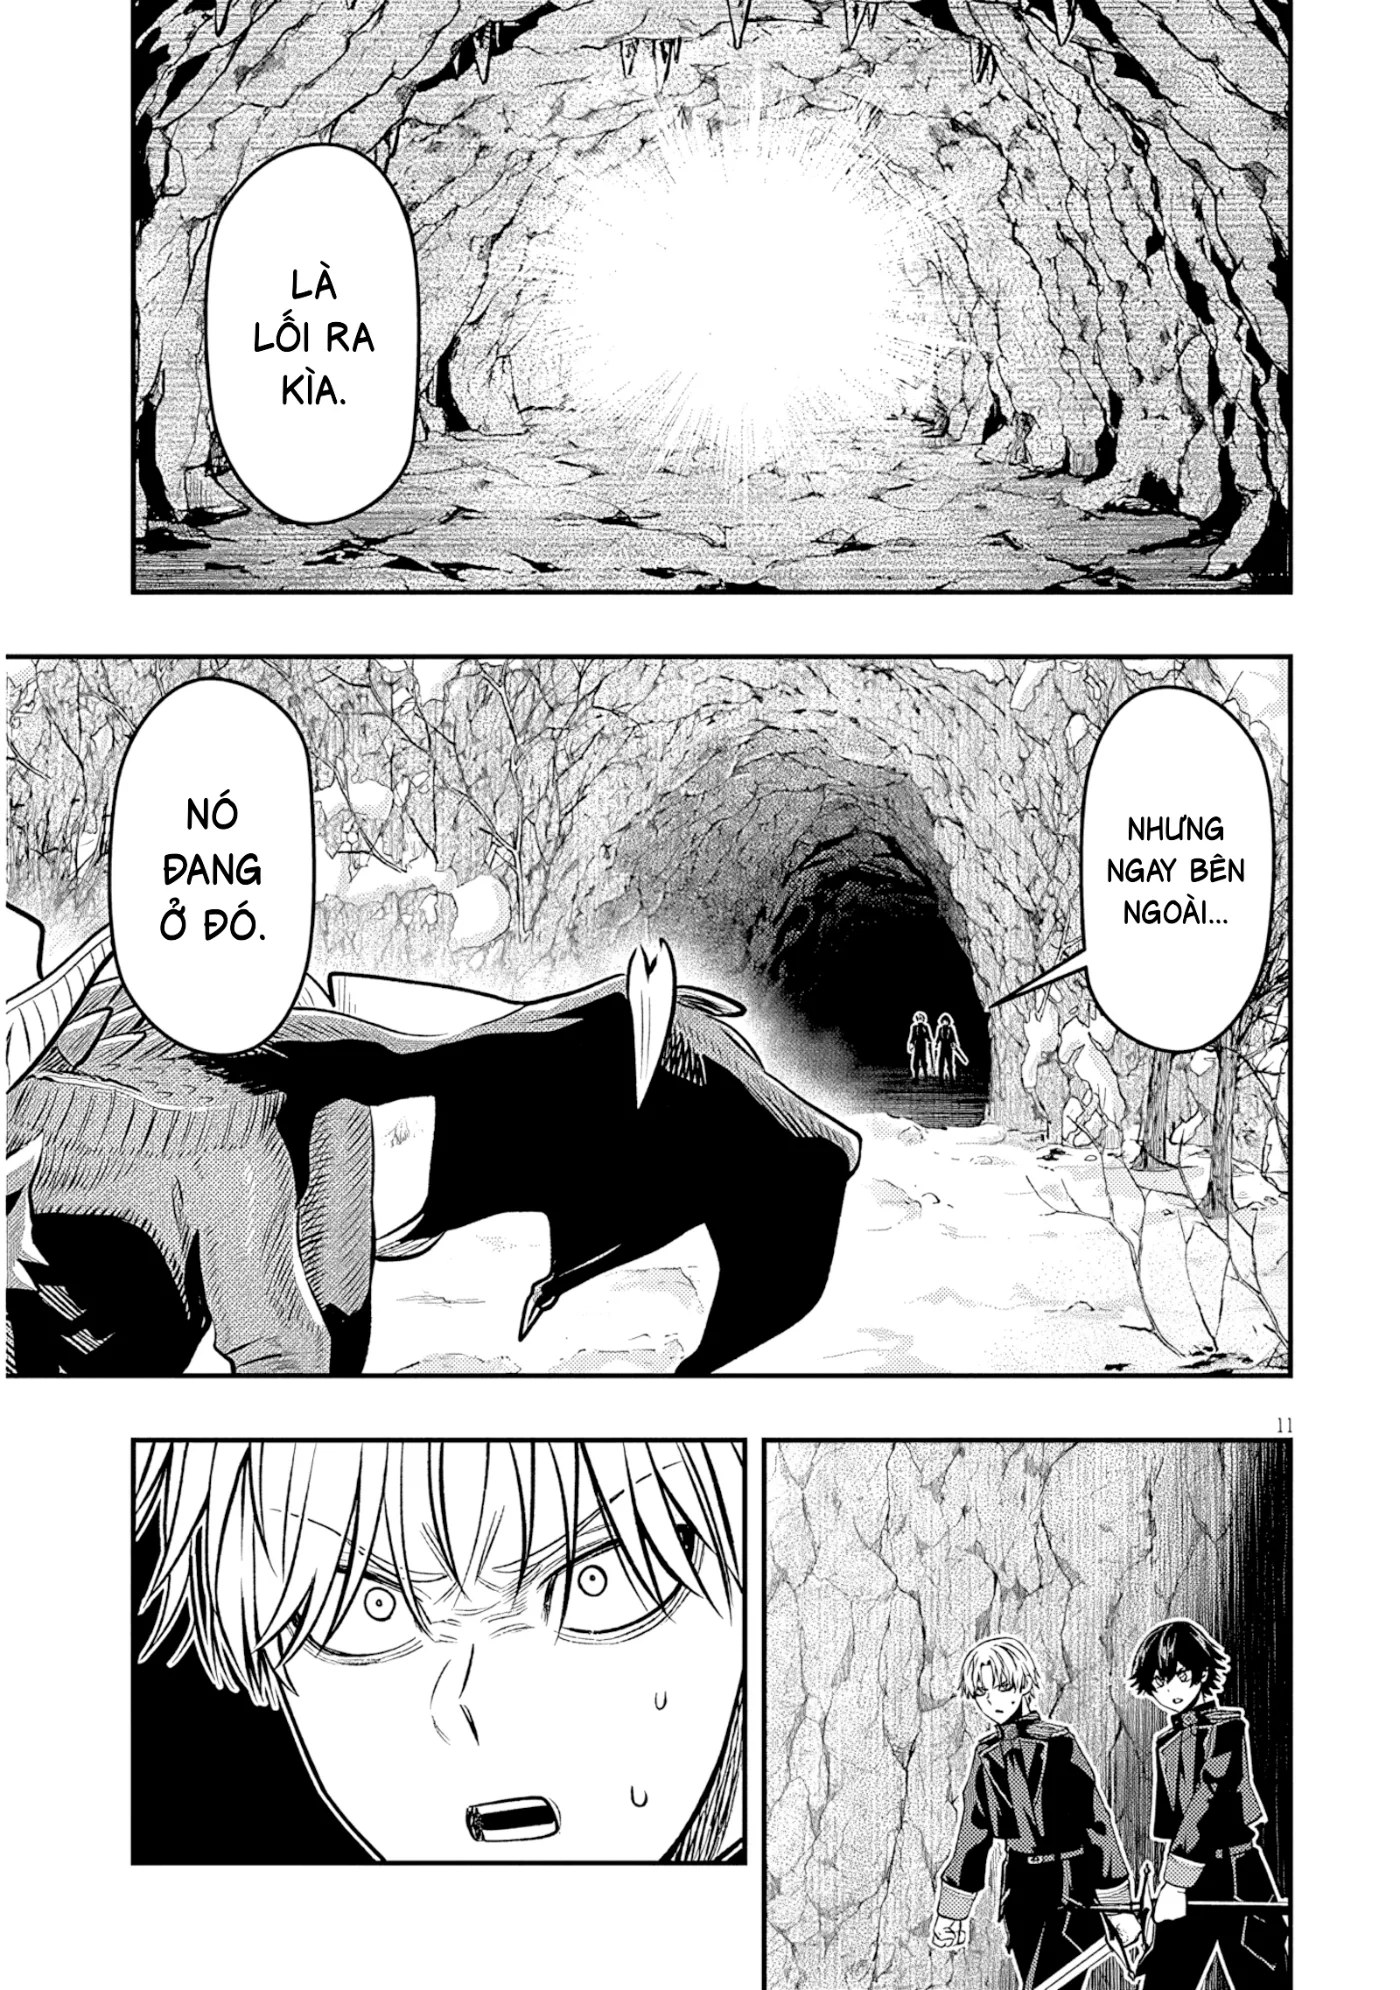 LÀ
LỐI RA
KÌA.
NHƯNG
NGAY BÊN
NGOÀI...
NÓ
ĐANG
Ở ĐÓ.
11